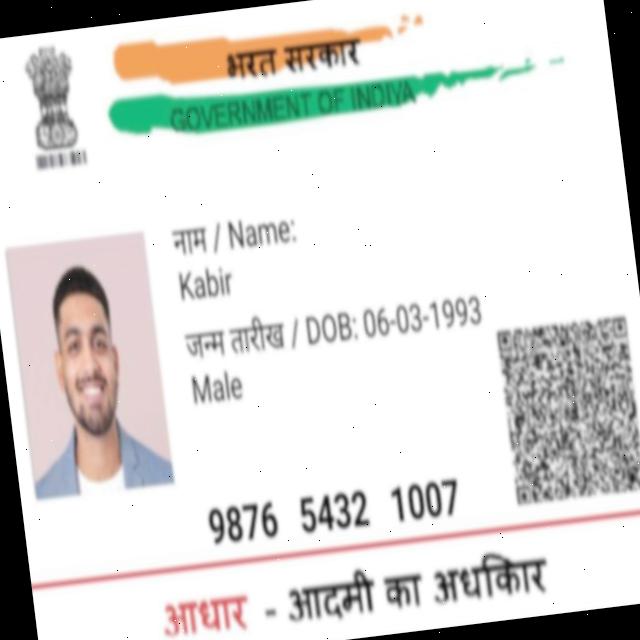 भरत सरकार
GOVERNMENT OF INDIYA
नाम / Name:
Kabir
जन्म तारीख / DOB: 06-03-1993
Male
9876 5432 1007
आधार - आदमी का अधकिार